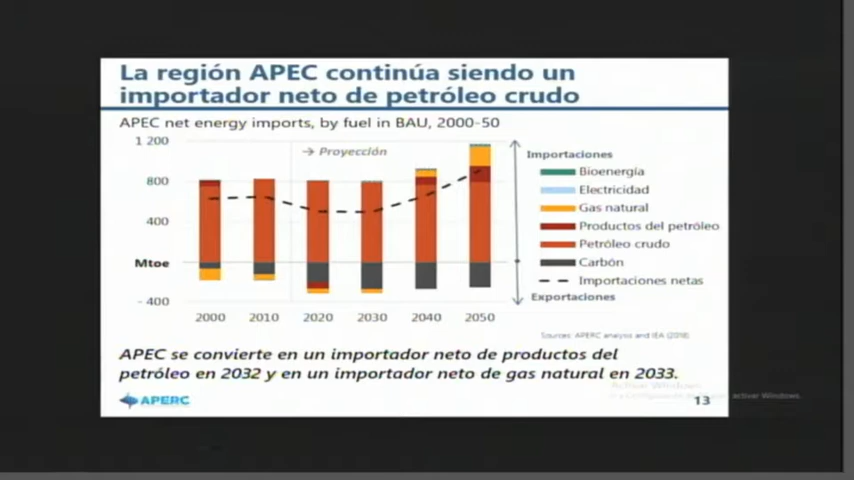 La región APEC continúa siendo un
importador neto de petróleo crudo
APEC net energy imports, by fuel in BAU, 2000-50
1 200
800
400
Mtoe
- 400
→ Proyección
2000 2010 2020 2030 2040 2050
Importaciones
Bioenergía
Electricidad
Gas natural
Productos del petróleo
Petróleo crudo
Carbón
Importaciones netas
Exportaciones
Sources: APERC analysis and IEA (2018)
APEC se convierte en un importador neto de productos del
petróleo en 2032 y en un importador neto de gas natural en 2033.
Activar Windows
activar Windows.
APERC
13